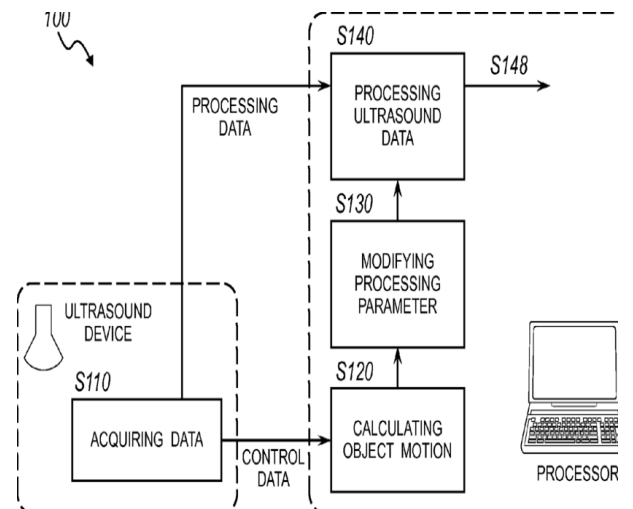 100
S140
S148
PROCESSING
ULTRASOUND
DATA
PROCESSING
DATA
S130
MODIFYING
PROCESSING
PARAMETER
ULTRASOUND
DEVICE
S110
ACQUIRING DATA
CONTROL
DATA
S120
CALCULATING
OBJECT MOTION
PROCESSOR